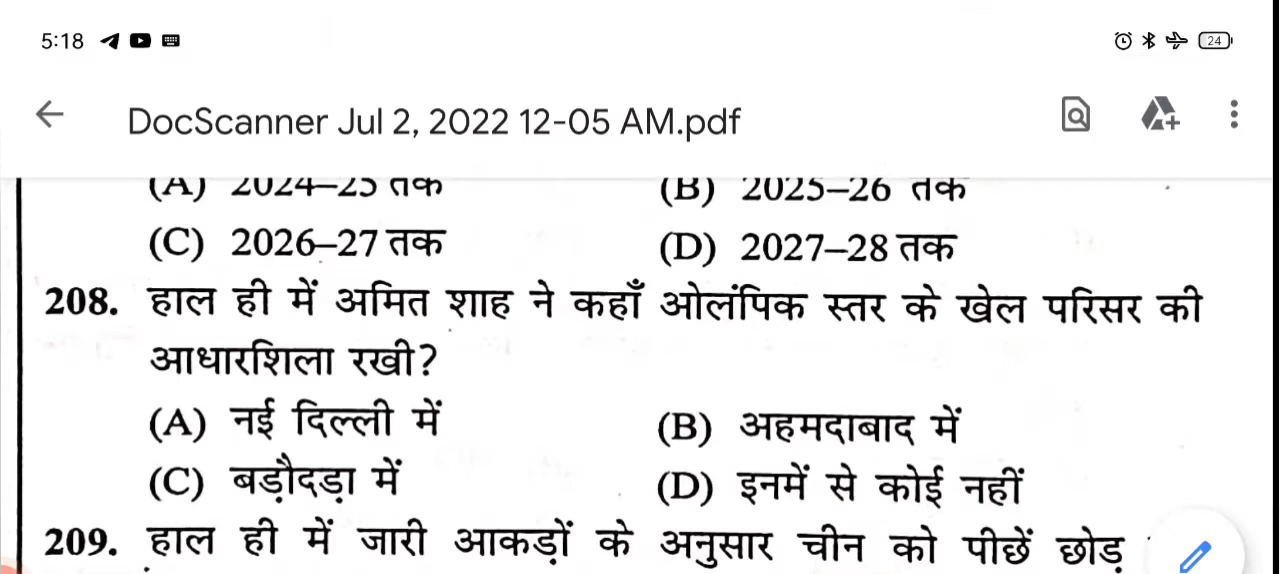 5:18
24
DocScanner Jul 2, 2022 12-05 AM.pdf
(A) 2024–25 तक (B) 2025–26 तक
(C) 2026–27 तक (D) 2027–28 तक
208. हाल ही में अमित शाह ने कहाँ ओलंपिक स्तर के खेल परिसर की
आधारशिला रखी?
(A) नई दिल्ली में (B) अहमदाबाद में
(C) बड़ौदड़ा में (D) इनमें से कोई नहीं
209. हाल ही में जारी आकड़ों के अनुसार चीन को पीछें छोड़